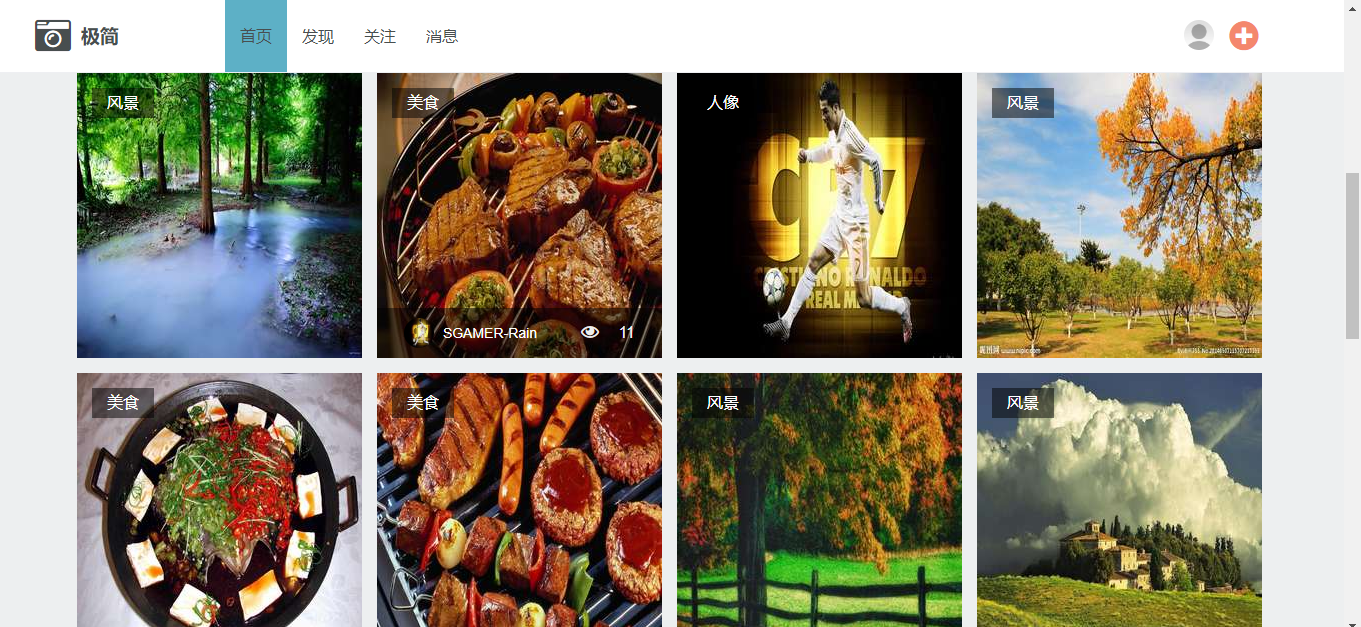 极简 首页 发现 关注 消息
风景 美食 人像 风景
CR7
CRISTIANO RONALDO
REAL M
SGAMER-Rain 11
昵图网 www.nipic.com
美食 美食 风景 风景